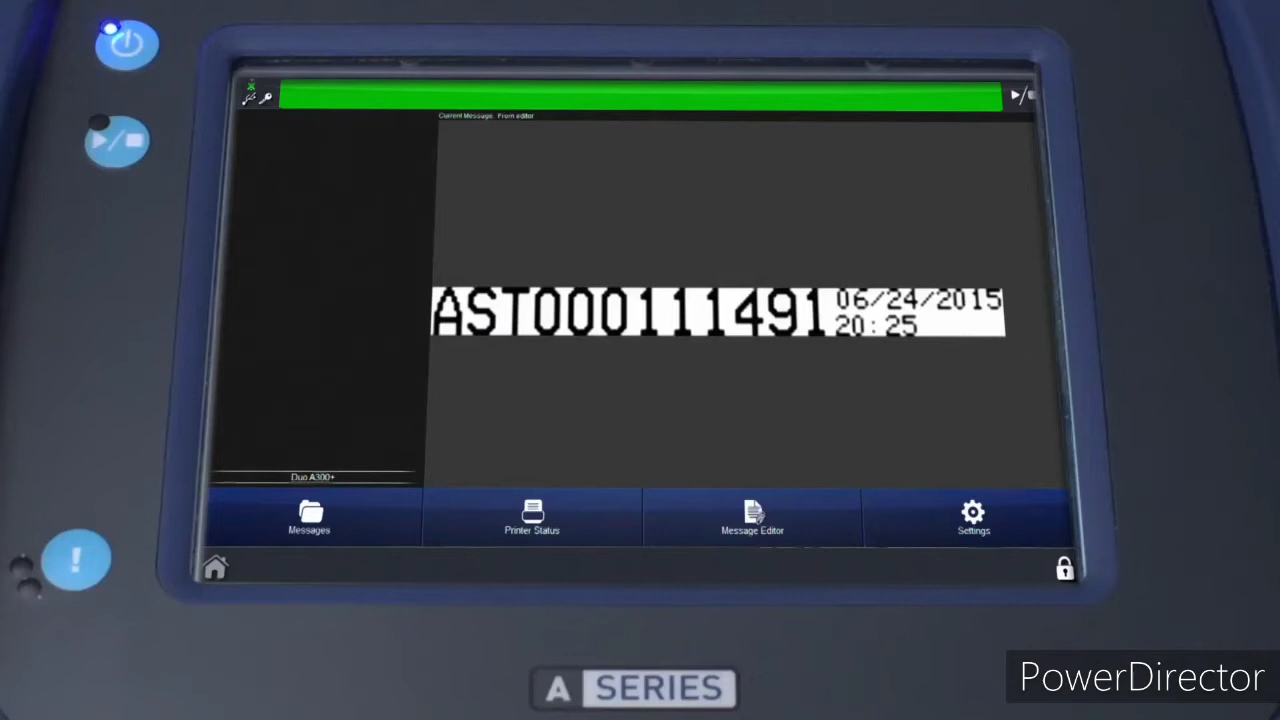 Current Message: From editor
AST000111491
06/24/2015
20:25
Duo A300+
Messages
Printer Status
Message Editor
Settings
A SERIES
PowerDirector